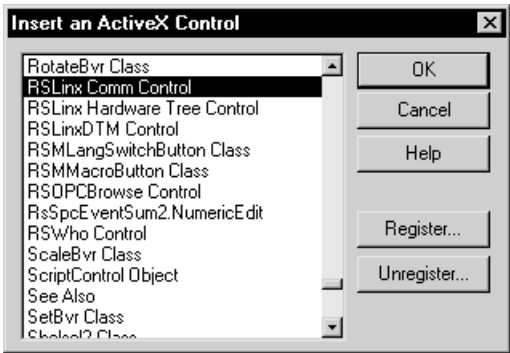 Insert an ActiveX Control
RotateBvr Class
RSLinx Comm Control
RSLinx Hardware Tree Control
RSLinxDTM Control
RSMLangSwitchButton Class
RSMMacroButton Class
RSOPCBrowse Control
RsSpcEventSum2.NumericEdit
RSWho Control
ScaleBvr Class
ScriptControl Object
See Also
SetBvr Class
OK
Cancel
Help
Register...
Unregister...